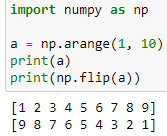 import numpy as np
a = np.arange(1, 10)
print(a)
print(np.flip(a))
[1 2 3 4 5 6 7 8 9]
[9 8 7 6 5 4 3 2 1]